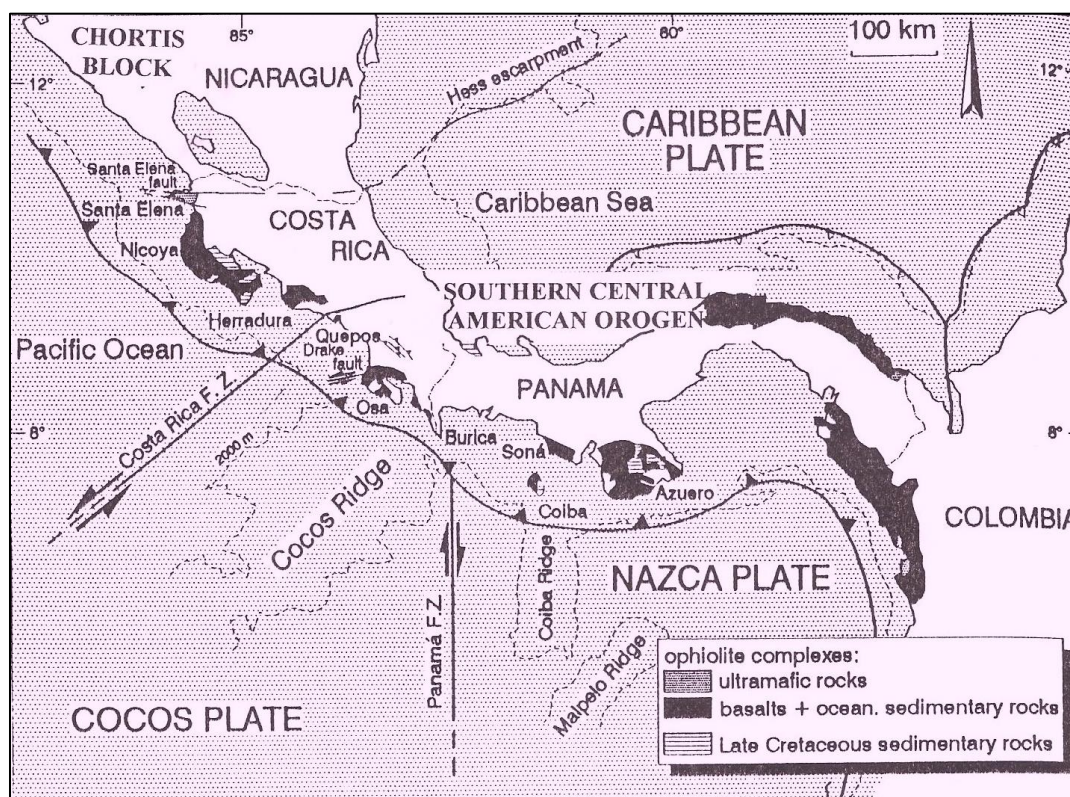 85°
80°
100 km
CHORTIS
BLOCK
NICARAGUA
12°
12°
Hess escarpment
CARIBBEAN
PLATE
Santa Elena
fault
Santa Elena
COSTA
RICA
Caribbean Sea
Nicoya
SOUTHERN CENTRAL
AMERICAN OROGEN
Herradura
Pacific Ocean
Quepos
Drake
fault
PANAMA
Osa
Costa Rica F. Z.
2000 m
8°
8°
Burica
Soná
Azuero
Coiba
COLOMBIA
Cocos Ridge
Coiba Ridge
NAZCA PLATE
Panamá F.Z.
Malpelo Ridge
COCOS PLATE
ophiolite complexes:
ultramafic rocks
basalts + ocean. sedimentary rocks
Late Cretaceous sedimentary rocks